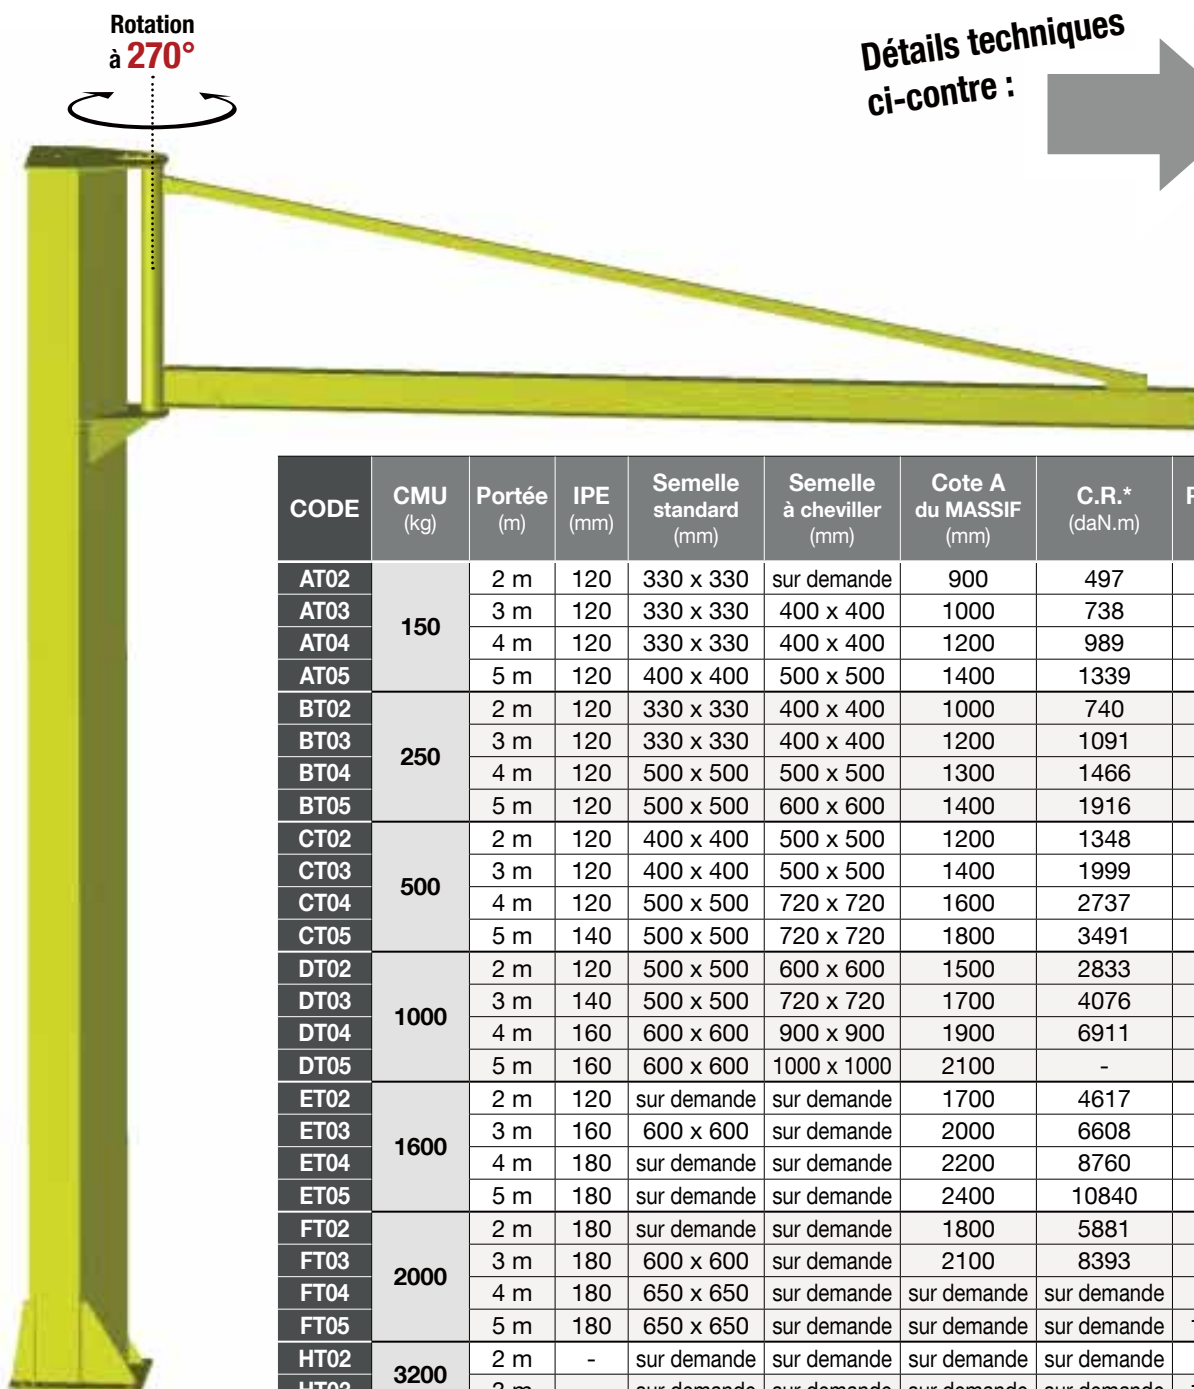 Rotation
à 270°
Détails techniques
ci-contre :
CODE CMU (kg) Portée (m) IPE (mm) Semelle standard (mm) Semelle à cheviller (mm) Cote A du MASSIF (mm) C.R.* (daN.m)
AT02 150 2 m 120 330 x 330 sur demande 900 497
AT03 3 m 120 330 x 330 400 x 400 1000 738
AT04 4 m 120 330 x 330 400 x 400 1200 989
AT05 5 m 120 400 x 400 500 x 500 1400 1339
BT02 250 2 m 120 330 x 330 400 x 400 1000 740
BT03 3 m 120 330 x 330 400 x 400 1200 1091
BT04 4 m 120 500 x 500 500 x 500 1300 1466
BT05 5 m 120 500 x 500 600 x 600 1400 1916
CT02 500 2 m 120 400 x 400 500 x 500 1200 1348
CT03 3 m 120 400 x 400 500 x 500 1400 1999
CT04 4 m 120 500 x 500 720 x 720 1600 2737
CT05 5 m 140 500 x 500 720 x 720 1800 3491
DT02 1000 2 m 120 500 x 500 600 x 600 1500 2833
DT03 3 m 140 500 x 500 720 x 720 1700 4076
DT04 4 m 160 600 x 600 900 x 900 1900 6911
DT05 5 m 160 600 x 600 1000 x 1000 2100 -
ET02 1600 2 m 120 sur demande sur demande 1700 4617
ET03 3 m 160 600 x 600 sur demande 2000 6608
ET04 4 m 180 sur demande sur demande 2200 8760
ET05 5 m 180 sur demande sur demande 2400 10840
FT02 2000 2 m 180 sur demande sur demande 1800 5881
FT03 3 m 180 600 x 600 sur demande 2100 8393
FT04 4 m 180 650 x 650 sur demande sur demande sur demande
FT05 5 m 180 650 x 650 sur demande sur demande sur demande
HT02 3200 2 m - sur demande sur demande sur demande sur demande